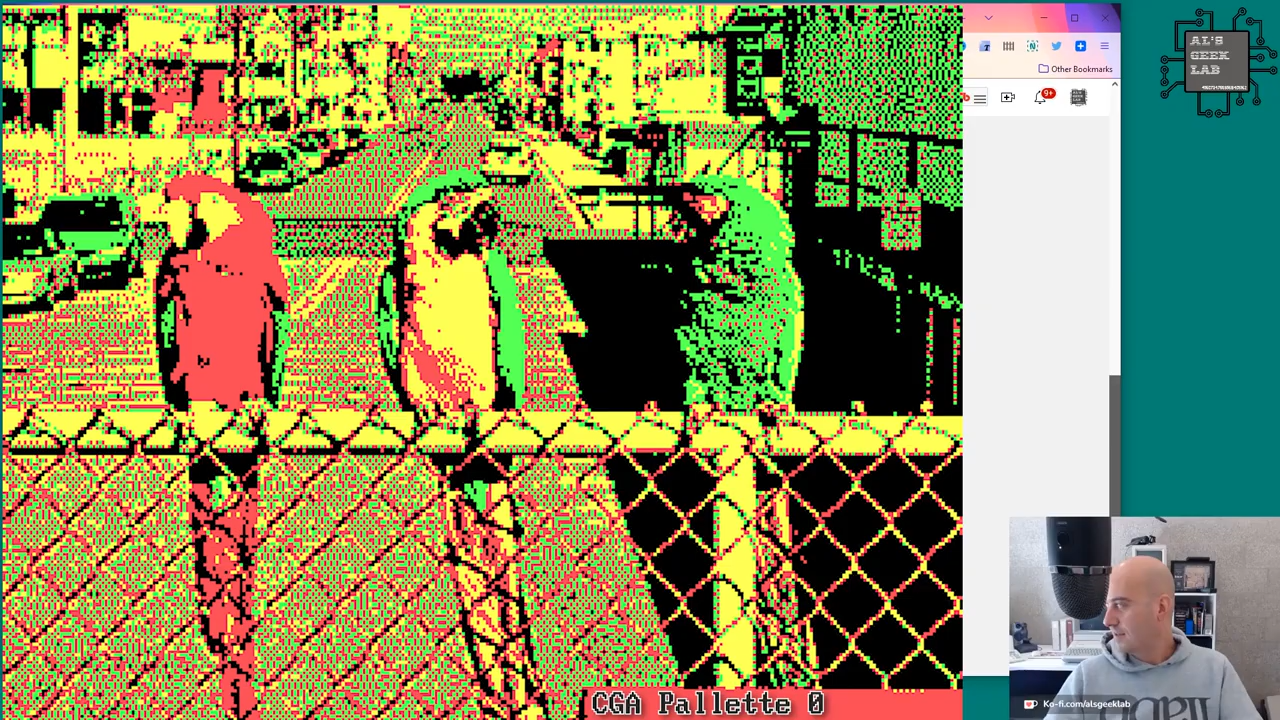 AL'S
GEEK
LAB
Other Bookmarks
9+
CGA Pallette 0
Ko-fi.com/alsgeeklab